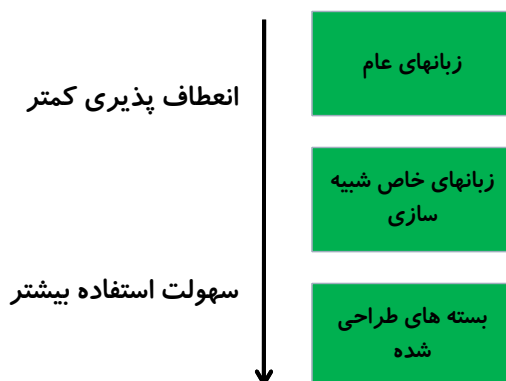 زبانهای عام
انعطاف پذیری کمتر
زبانهای خاص شبیه
سازی
سهولت استفاده بیشتر
بسته های طراحی
شده